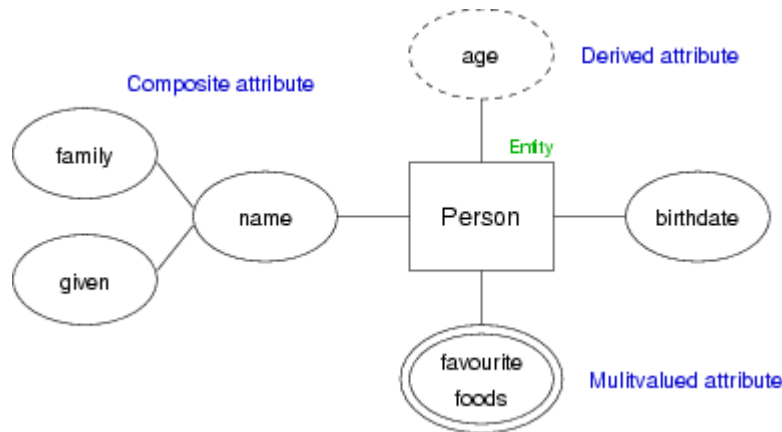 age
Derived attribute
Composite attribute
family
Entity
name
Person
birthdate
given
favourite
foods
Mulitvalued attribute